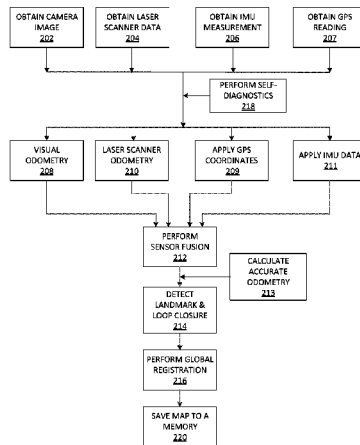 OBTAIN CAMERA
IMAGE
202
OBTAIN LASER
SCANNER DATA
204
OBTAIN IMU
MEASUREMENT
206
OBTAIN GPS
READING
207
PERFORM SELF-
DIAGNOSTICS
218
VISUAL
ODOMETRY
208
LASER SCANNER
ODOMETRY
210
APPLY GPS
COORDINATES
209
APPLY IMU DATA
211
PERFORM
SENSOR FUSION
212
CALCULATE
ACCURATE
ODOMETRY
213
DETECT
LANDMARK &
LOOP CLOSURE
214
PERFORM GLOBAL
REGISTRATION
216
SAVE MAP TO A
MEMORY
220